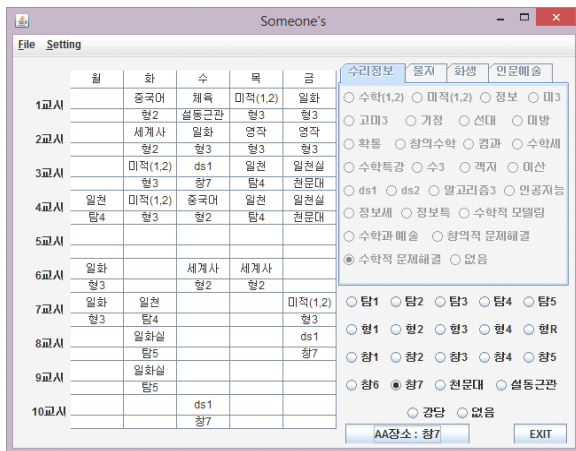 Someone's
File Setting
월 화 수 목 금
1교시 중국어 체육 미적(1,2) 일화
형2 설동근관 형3 형3
2교시 세계사 일화 영작 영작
형2 형3 형3 형3
3교시 미적(1,2) ds1 일천 일천실
형3 창7 탐4 천문대
4교시 일천 미적(1,2) 중국어 일천 일천실
탐4 형3 형2 탐4 천문대
5교시
6교시 일화 세계사 세계사
형3 형2 형2
7교시 일화 일천 미적(1,2)
형3 탐4 형3
8교시 일화실 ds1
탐5 창7
9교시 일화실
탐5
10교시 ds1
창7
수리정보 물지 화생 인문예술
수학(1,2) 미적(1,2) 정보 미3
고미3 기정 선대 미방
확통 창의수학 컴과 수학세
수학특강 수3 객지 이산
ds1 ds2 알고리즘3 인공지능
정보세 정보특 수학적 모델링
수학과 예술 창의적 문제해결
수학적 문제해결 없음
탐1 탐2 탐3 탐4 탐5
형1 형2 형3 형4 형R
창1 창2 창3 창4 창5
창6 창7 천문대 설동근관
강당 없음
AA장소 : 창7 EXIT